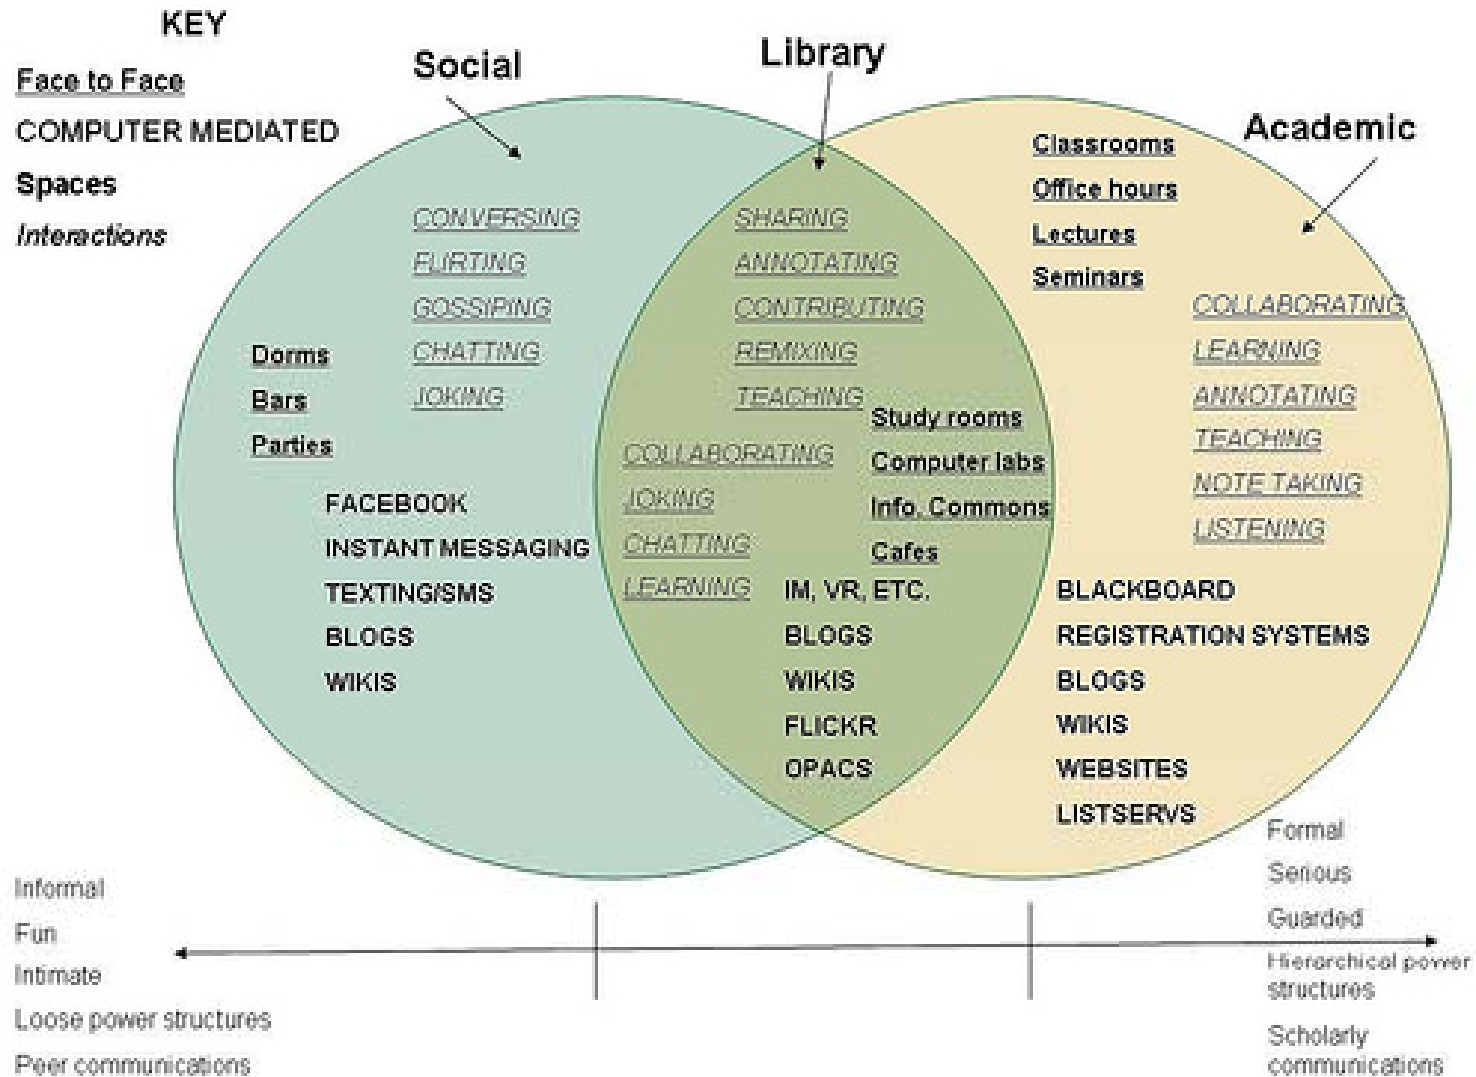 KEY
Face to Face
COMPUTER MEDIATED
Spaces
Interactions
Social
Library
Academic
CONVERSING
FLIRTING
GOSSIPING
CHATTING
JOKING
Dorms
Bars
Parties
FACEBOOK
INSTANT MESSAGING
TEXTING/SMS
BLOGS
WIKIS
SHARING
ANNOTATING
CONTRIBUTING
REMIXING
TEACHING
COLLABORATING
JOKING
CHATTING
LEARNING
Study rooms
Computer labs
Info. Commons
Cafes
IM, VR, ETC.
BLOGS
WIKIS
FLICKR
OPACS
Classrooms
Office hours
Lectures
Seminars
COLLABORATING
LEARNING
ANNOTATING
TEACHING
NOTE TAKING
LISTENING
BLACKBOARD
REGISTRATION SYSTEMS
BLOGS
WIKIS
WEBSITES
LISTSERVS
Informal
Fun
Intimate
Loose power structures
Peer communications
Formal
Serious
Guarded
Hierarchical power
structures
Scholarly
communications